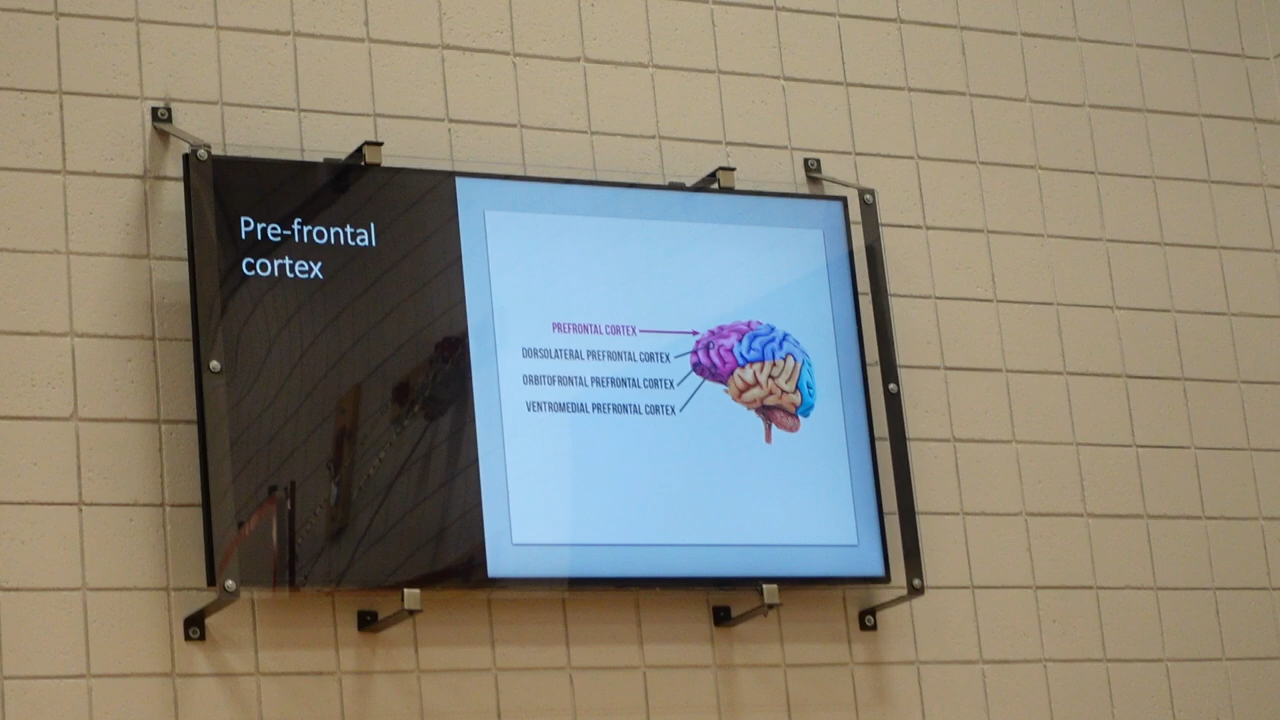 Pre-frontal
cortex
PREFRONTAL CORTEX
DORSOLATERAL PREFRONTAL CORTEX
ORBITOFRONTAL PREFRONTAL CORTEX
VENTROMEDIAL PREFRONTAL CORTEX